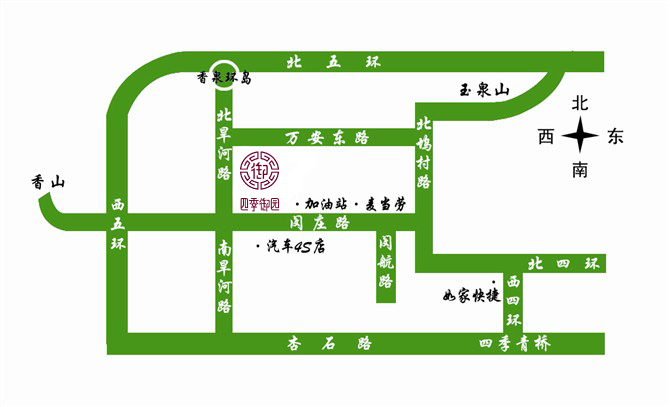 北五环
香泉环岛
玉泉山
北
西 东
南
北旱河路
万安东路
北坞村路
御
四季御园
香山
西五环
·加油站·麦当劳
闵庄路
·汽车4S店
南旱河路
闵航路
北四环
西四环
·如家快捷
杏石路
四季青桥